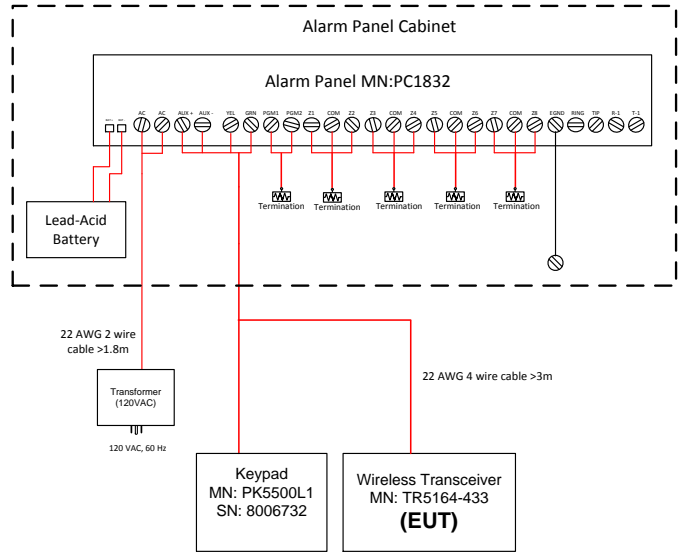 Alarm Panel Cabinet
Alarm Panel MN:PC1832
AC AC AUX + AUX - YEL GRN PGM1 PGM2 Z1 COM Z2 Z3 COM Z4 Z5 COM Z6 Z7 COM Z8 EGND RING TIP R-1 T-1
Termination Termination Termination Termination Termination
Lead-Acid
Battery
22 AWG 2 wire
cable >1.8m
22 AWG 4 wire cable >3m
Transformer
(120VAC)
120 VAC, 60 Hz
Keypad
MN: PK5500L1
SN: 8006732
Wireless Transceiver
MN: TR5164-433
(EUT)